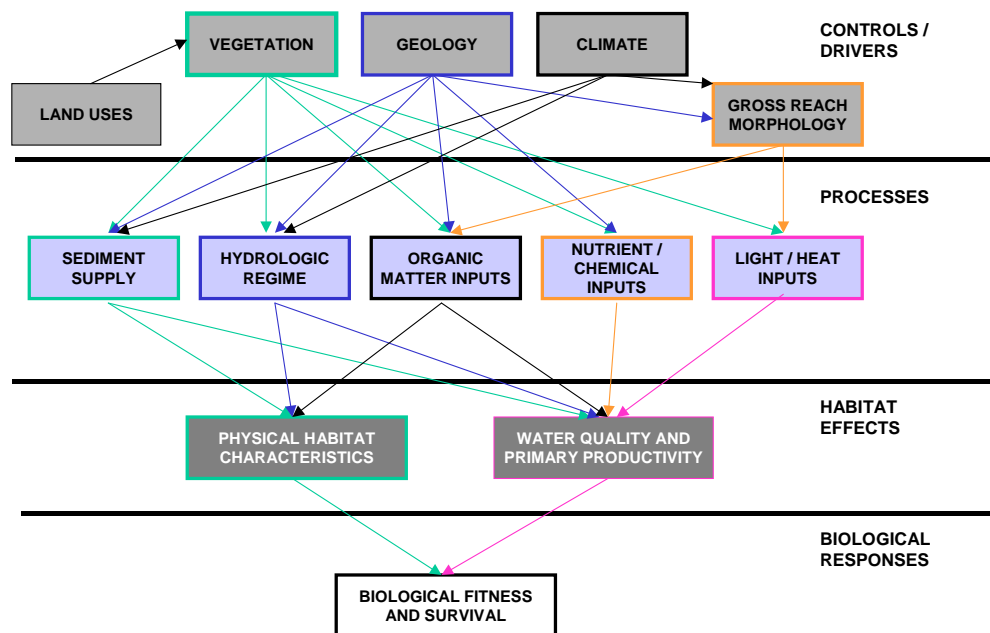 VEGETATION
GEOLOGY
CLIMATE
CONTROLS /
DRIVERS
LAND USES
GROSS REACH
MORPHOLOGY
PROCESSES
SEDIMENT
SUPPLY
HYDROLOGIC
REGIME
ORGANIC
MATTER INPUTS
NUTRIENT /
CHEMICAL
INPUTS
LIGHT / HEAT
INPUTS
HABITAT
EFFECTS
PHYSICAL HABITAT
CHARACTERISTICS
WATER QUALITY AND
PRIMARY PRODUCTIVITY
BIOLOGICAL
RESPONSES
BIOLOGICAL FITNESS
AND SURVIVAL